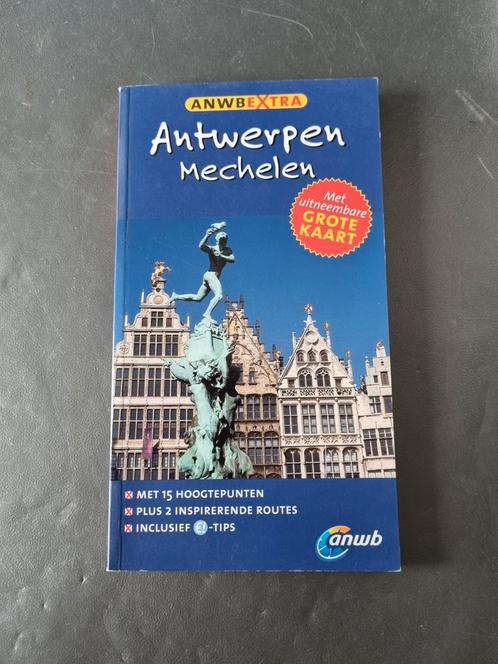 ANWBEXTRA
Antwerpen
Mechelen
Met
uitneembare
GROTE
KAART
MET 15 HOOGTEPUNTEN
PLUS 2 INSPIRERENDE ROUTES
INCLUSIEF -TIPS
anwb